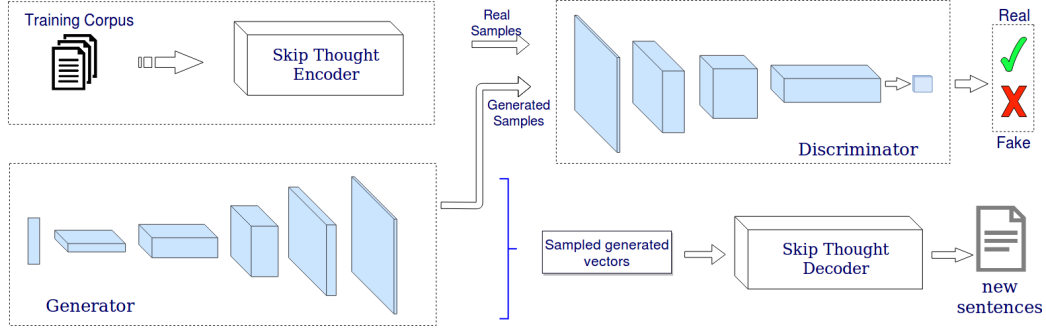 Training Corpus
Skip Thought
Encoder
Real
Samples
Generated
Samples
Discriminator
Real
Fake
Generator
Sampled generated
vectors
Skip Thought
Decoder
new
sentences